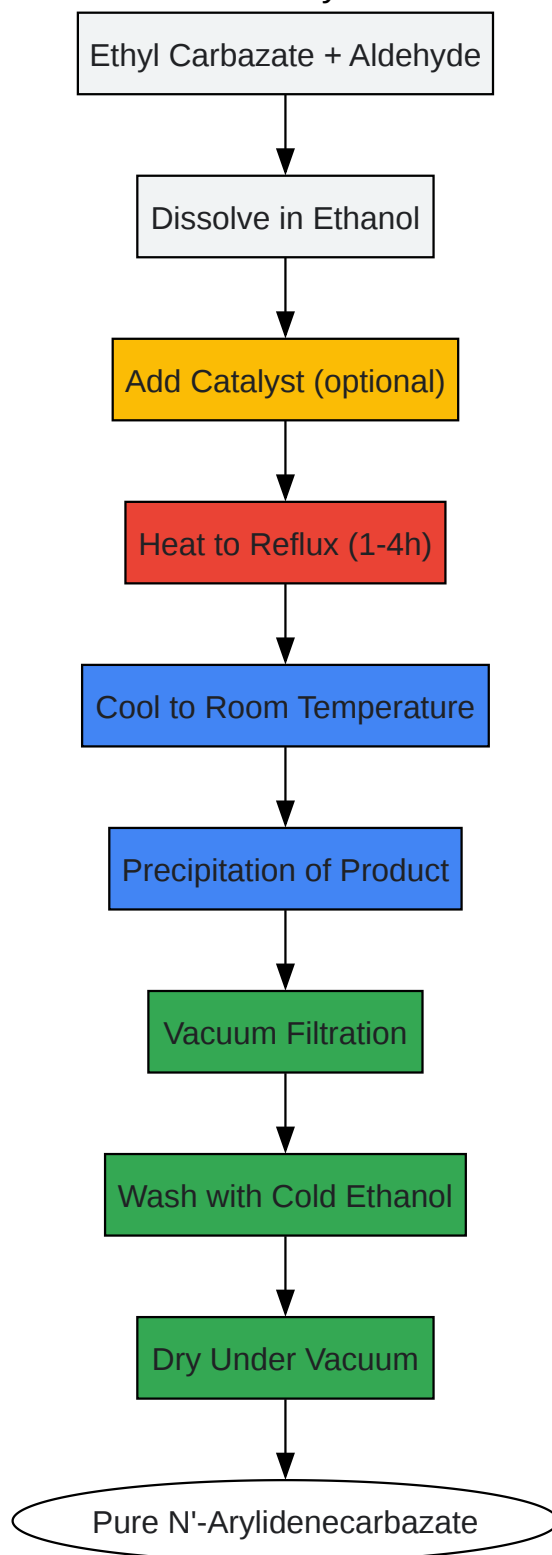 Ethyl Carbazate + Aldehyde
Dissolve in Ethanol
Add Catalyst (optional)
Heat to Reflux (1-4h)
Cool to Room Temperature
Precipitation of Product
Vacuum Filtration
Wash with Cold Ethanol
Dry Under Vacuum
Pure N'-Arylidenecarbazate